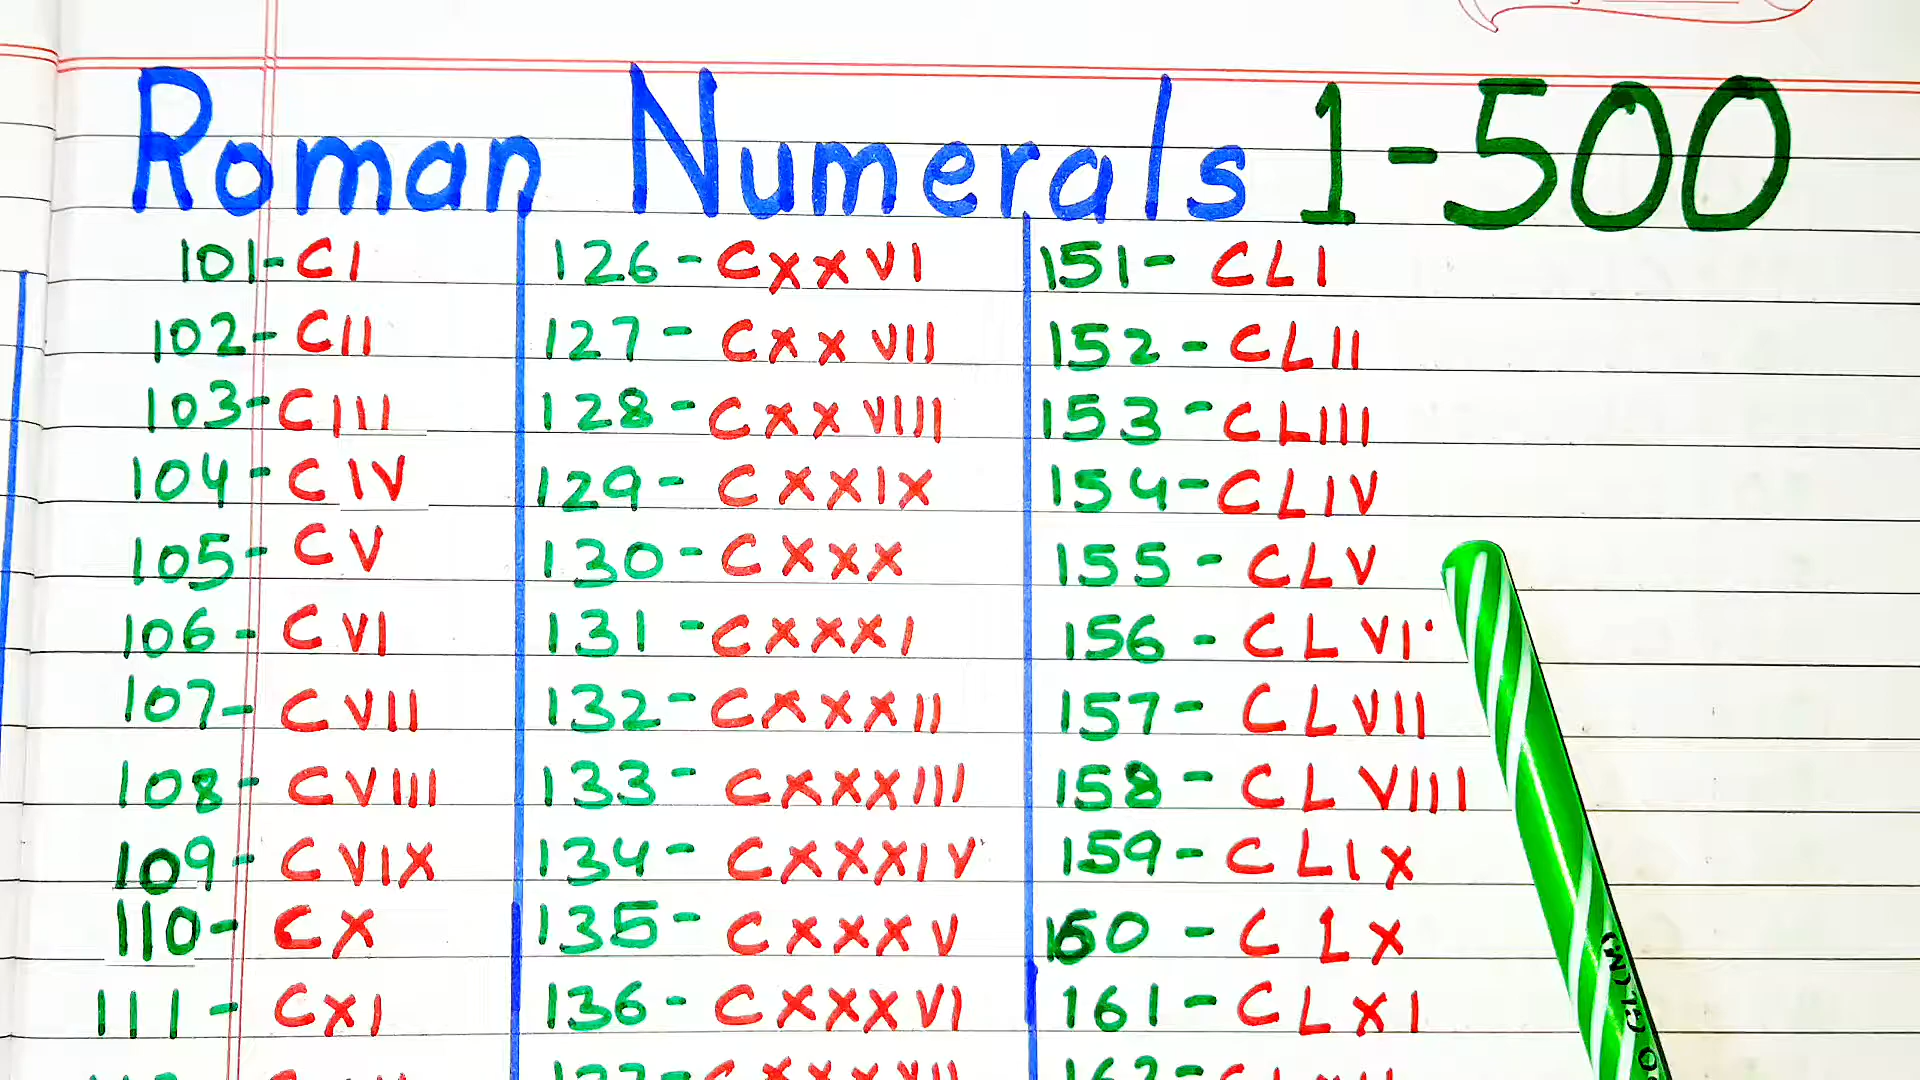 Roman Numerals 1-500
101-CI
102-CII
103-CIII
104-CIV
105-CV
106-CVI
107-CVII
108-CVIII
109-CVIX
110-CX
111-CXI
126-CXXVI
127-CXXVII
128-CXXVIII
129-CXXIX
130-CXXX
131-CXXXI
132-CXXXII
133-CXXXIII
134-CXXXIV
135-CXXXV
136-CXXXVI
151-CLI
152-CLII
153-CLIII
154-CLIV
155-CLV
156-CLVI
157-CLVII
158-CLVIII
159-CLIX
160-CLX
161-CLXI